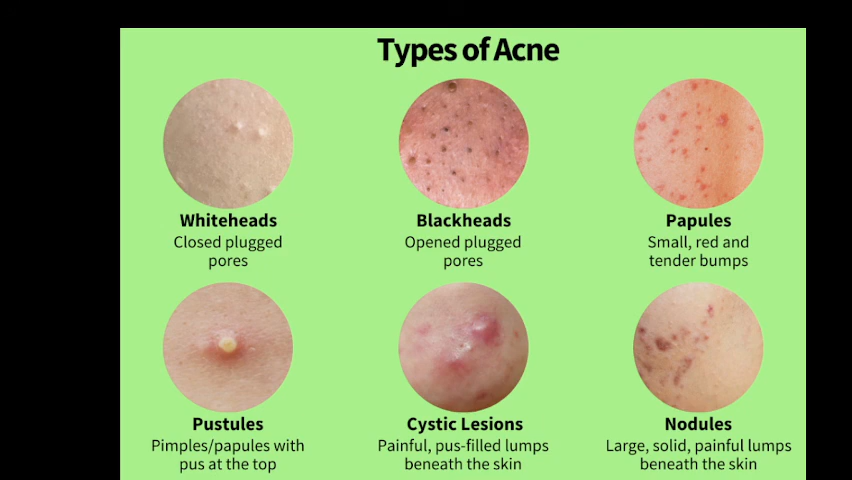 Types of Acne
Whiteheads
Closed plugged
pores
Blackheads
Opened plugged
pores
Papules
Small, red and
tender bumps
Pustules
Pimples/papules with
pus at the top
Cystic Lesions
Painful, pus-filled lumps
beneath the skin
Nodules
Large, solid, painful lumps
beneath the skin